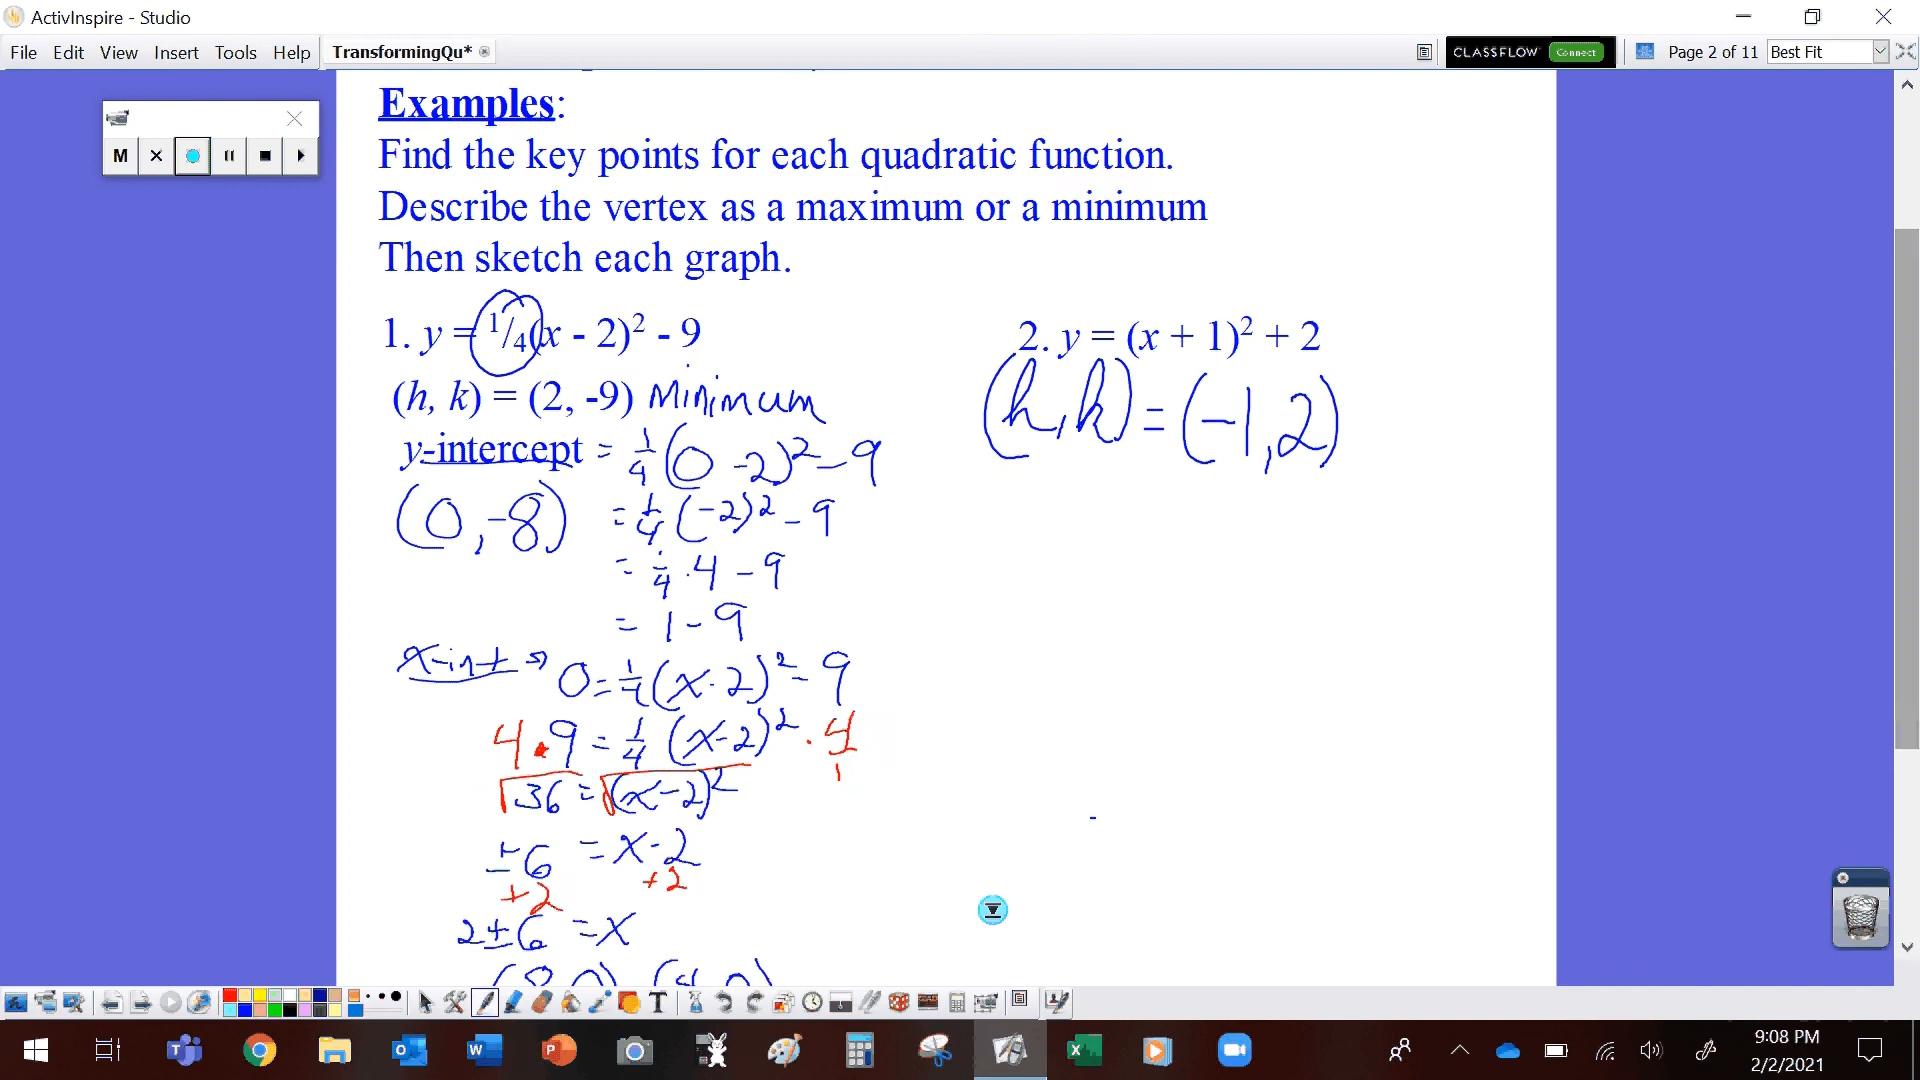 ActivInspire - Studio
File Edit View Insert Tools Help TransformingQu*
CLASSFLOW Connect Page 2 of 11 Best Fit
M
Examples:
Find the key points for each quadratic function.
Describe the vertex as a maximum or a minimum
Then sketch each graph.
1. y = 1/4(x - 2)² - 9
(h, k) = (2, -9) Minimum
y-intercept = 1/4 (0 - 2)² - 9
(0, -8) = 1/4 (-2)² - 9
= 1/4 · 4 - 9
= 1 - 9
x-int → 0 = 1/4 (x - 2)² - 9
4 · 9 = 1/4 (x - 2)² · 4/1
√36 = √(x - 2)²
±6 = x - 2
+2 +2
2 ± 6 = x
2. y = (x + 1)² + 2
(h, k) = (-1, 2)
9:08 PM
2/2/2021